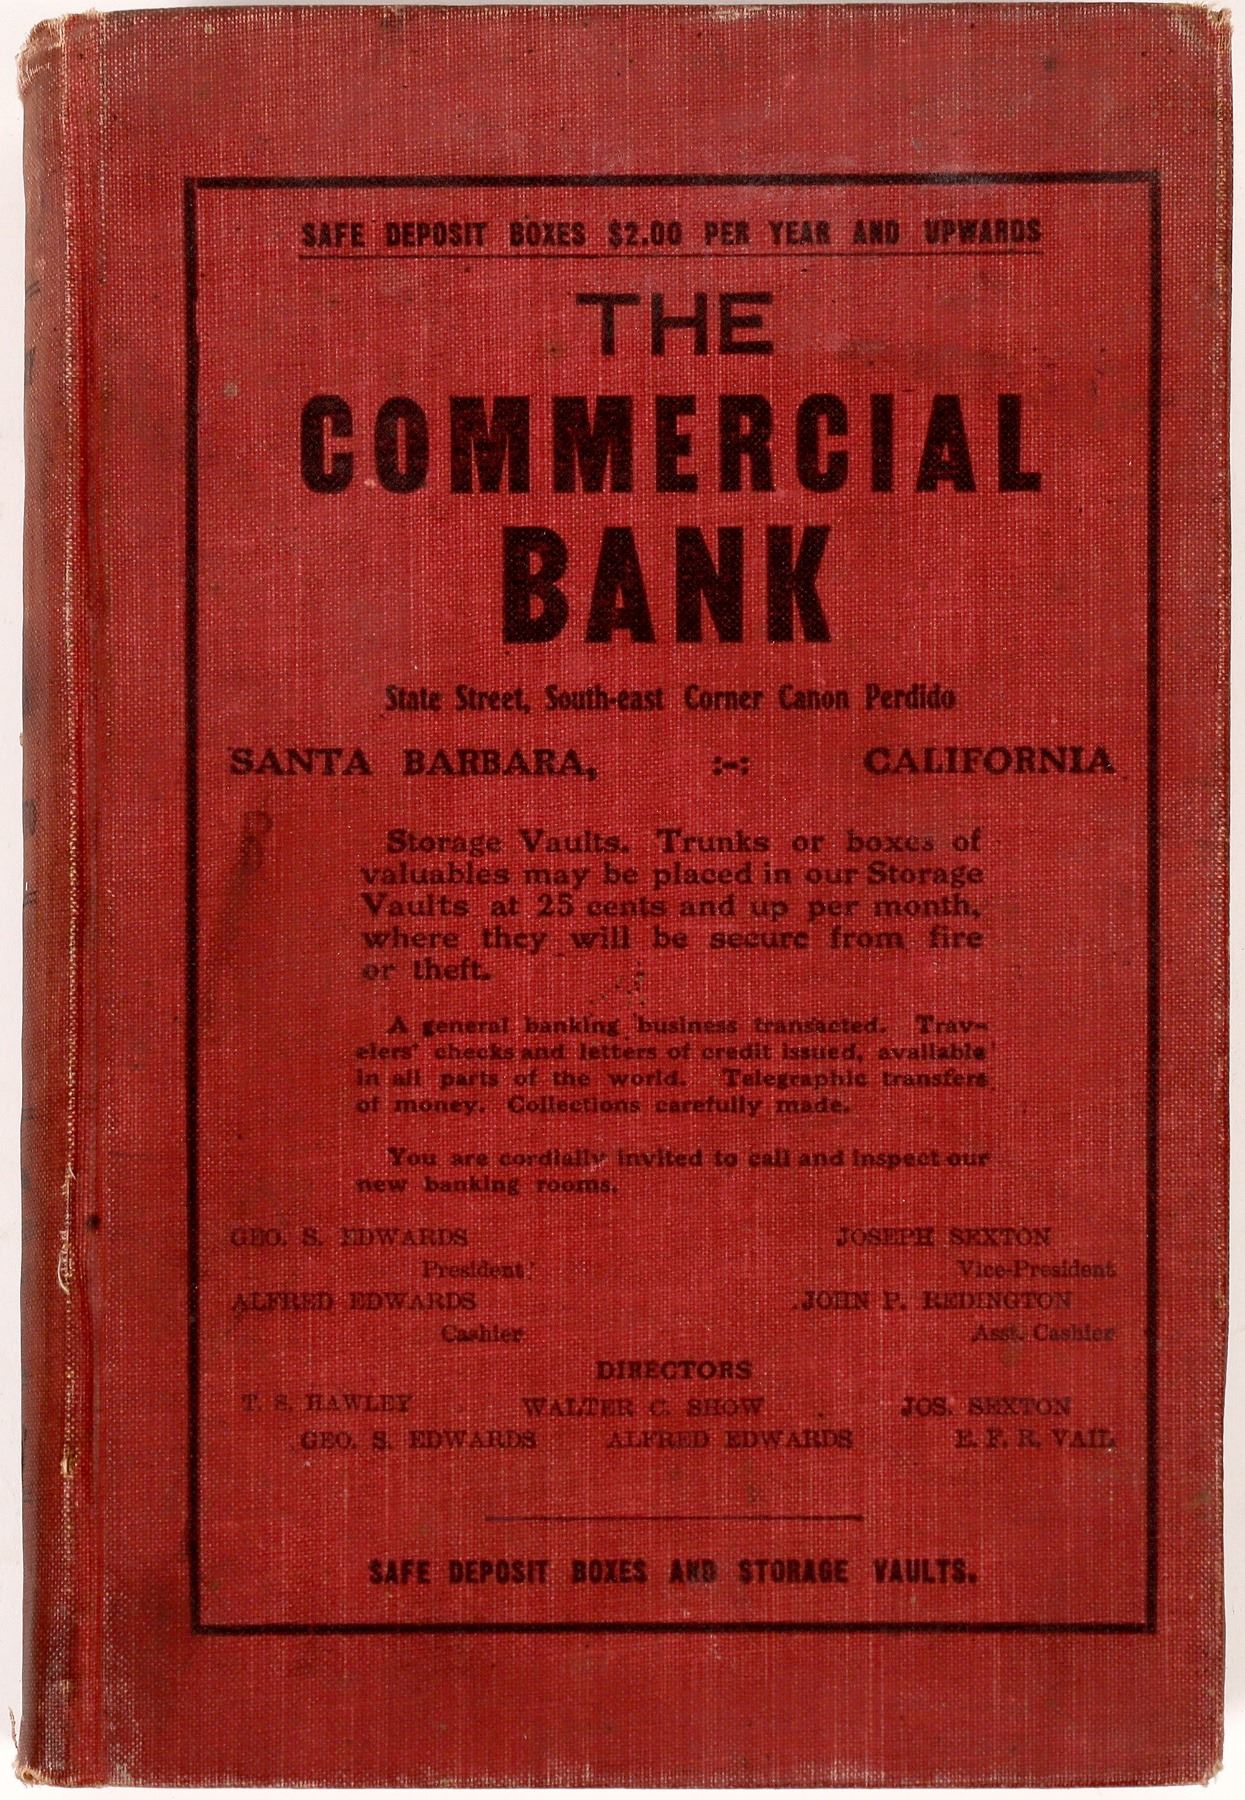 SAFE DEPOSIT BOXES $2.00 PER YEAR AND UPWARDS
THE
COMMERCIAL
BANK
State Street, South-east Corner Canon Perdido
SANTA BARBARA, :-: CALIFORNIA
Storage Vaults. Trunks or boxes of
valuables may be placed in our Storage
Vaults at 25 cents and up per month,
where they will be secure from fire
or theft.
A general banking business transacted. Trav-
elers' checks and letters of credit issued, available
in all parts of the world. Telegraphic transfers
of money. Collections carefully made.
You are cordially invited to call and inspect our
new banking rooms.
GEO. S. EDWARDS JOSEPH SEXTON
President Vice-President
ALFRED EDWARDS JOHN P. REDINGTON
Cashier Asst. Cashier
DIRECTORS
T. S. HAWLEY WALTER C. SHOW JOS. SEXTON
GEO. S. EDWARDS ALFRED EDWARDS E. F. R. VAIL
SAFE DEPOSIT BOXES AND STORAGE VAULTS.